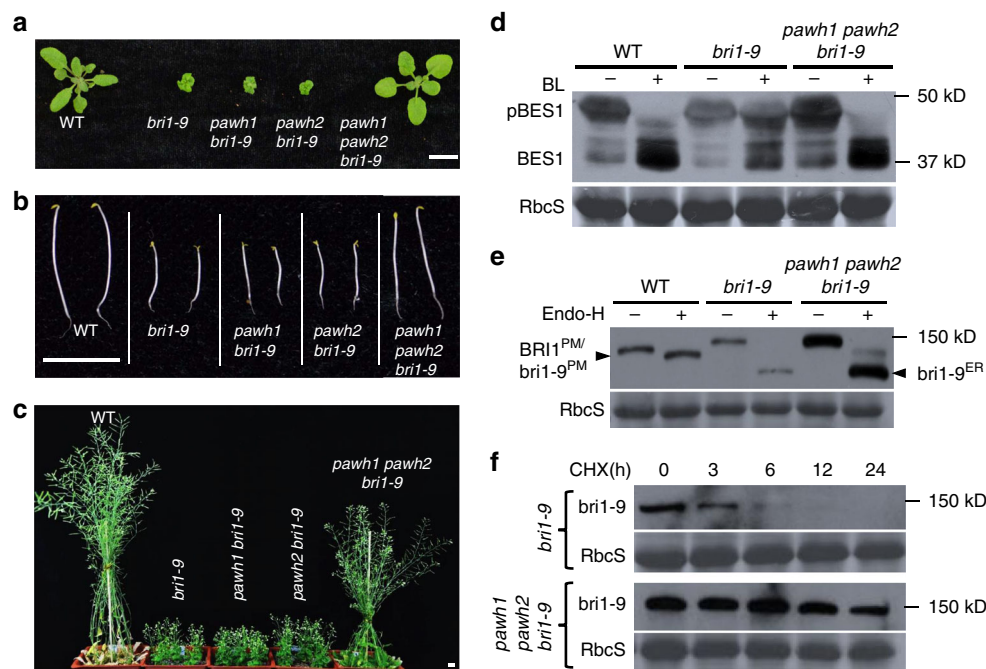 a
WT
bri1-9
pawh1
bri1-9
pawh2
bri1-9
pawh1
pawh2
bri1-9
b
WT
bri1-9
pawh1
bri1-9
pawh2
bri1-9
pawh1
pawh2
bri1-9
c
WT
bri1-9
pawh1 bri1-9
pawh2 bri1-9
pawh1 pawh2
bri1-9
d
WT
bri1-9
pawh1 pawh2
bri1-9
BL
– + – + – +
pBES1
BES1
50 kD
37 kD
RbcS
e
WT
bri1-9
pawh1 pawh2
bri1-9
Endo-H
– + – + – +
BRI1PM/
bri1-9PM
150 kD
bri1-9ER
RbcS
f
CHX(h) 0 3 6 12 24
bri1-9
bri1-9
150 kD
RbcS
pawh1
pawh2
bri1-9
bri1-9
150 kD
RbcS